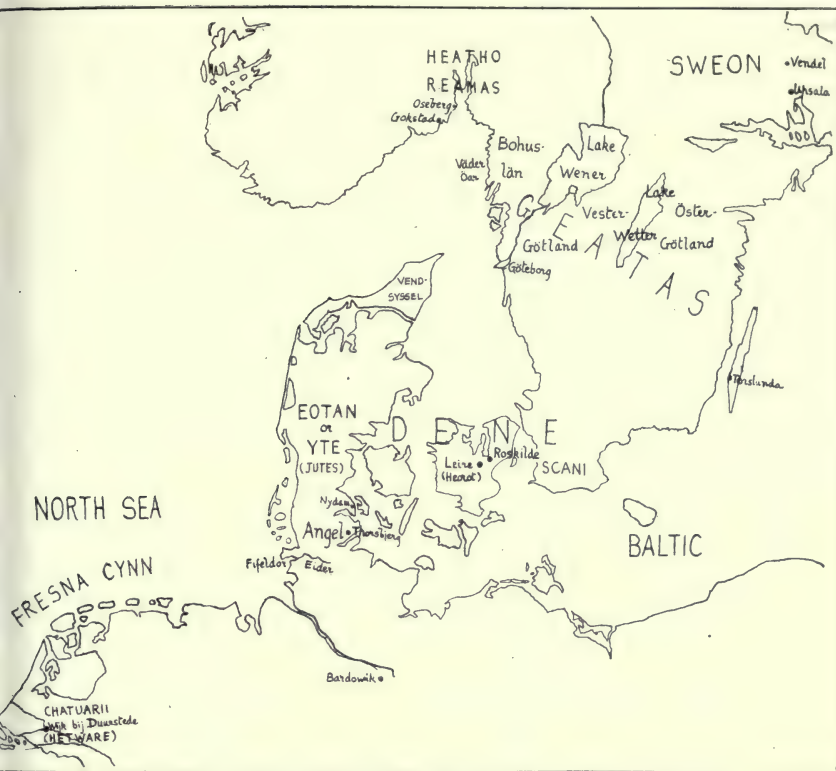 HEATHO
REAMAS
SWEON
Vendel
Upsala
Oseberg
Gokstad
Bohus-
län
Väder
Öar
Lake
Wener
GEATAS
Vester-
Götland
Lake
Wetter
Öster-
Götland
Göteborg
VEND-
SYSSEL
Torslunda
EOTAN
or
YTE
(JUTES)
DENE
Leire
(Heorot)
Roskilde
SCANI
NORTH SEA
Nydam
Angel
Thorsbjerg
BALTIC
Fifeldor
Eider
FRESNA CYNN
Bardowik
CHATUARII
Wijk bij Duurstede
(HETWARE)